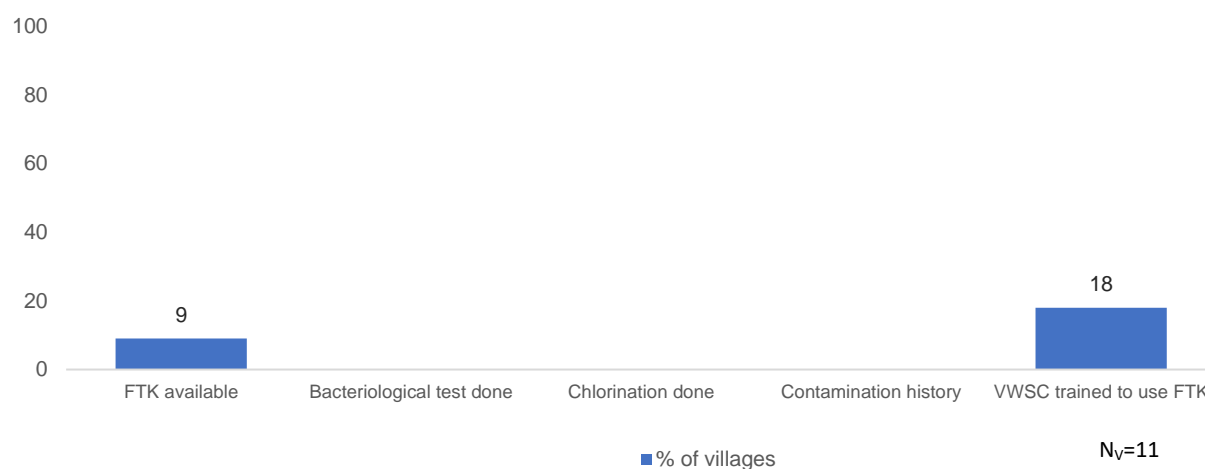 100
80
60
40
20
0
9
18
FTK available
Bacteriological test done
Chlorination done
Contamination history
VWSC trained to use FTK
% of villages
Nᵥ=11